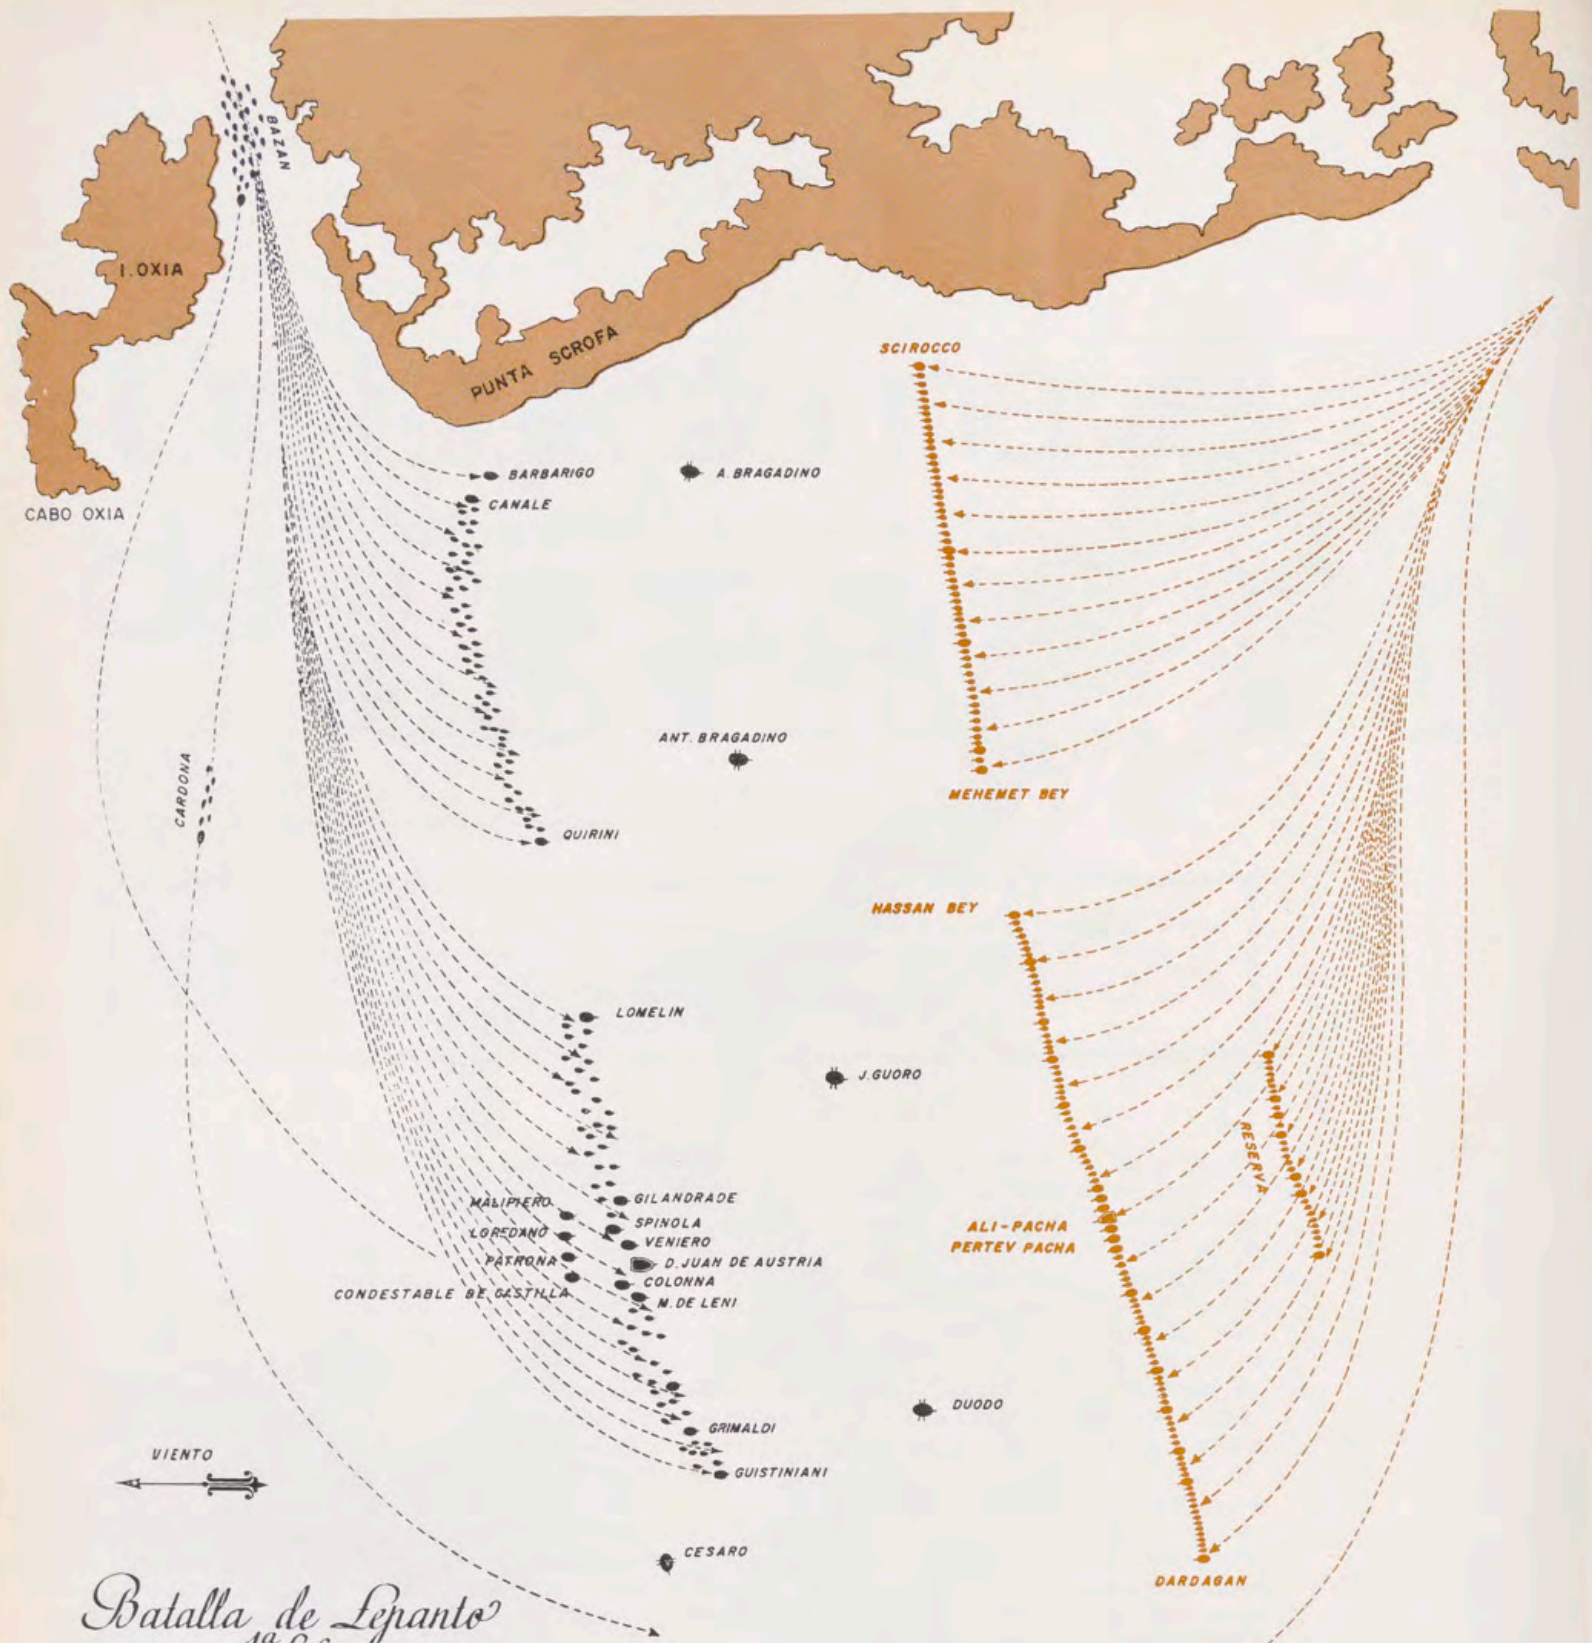 BAZAN
I. OXIA
PUNTA SCROFA
CABO OXIA
SCIROCCO
BARBARIGO
A. BRAGADINO
CANALE
ANT. BRAGADINO
CARDONA
MEHEMET BEY
QUIRINI
HASSAN BEY
LOMELIN
J. GUORO
RESERVA
MALIPIERO
GILANDRADE
LOREDANO
SPINOLA
VENIERO
ALI-PACHA
PERTEV PACHA
PATRONA
D. JUAN DE AUSTRIA
COLONNA
CONDESTABLE DE CASTILLA
M. DE LENI
DUODO
GRIMALDI
VIENTO
GUISTINIANI
CESARO
DARDAGAN
Batalla de Lepanto